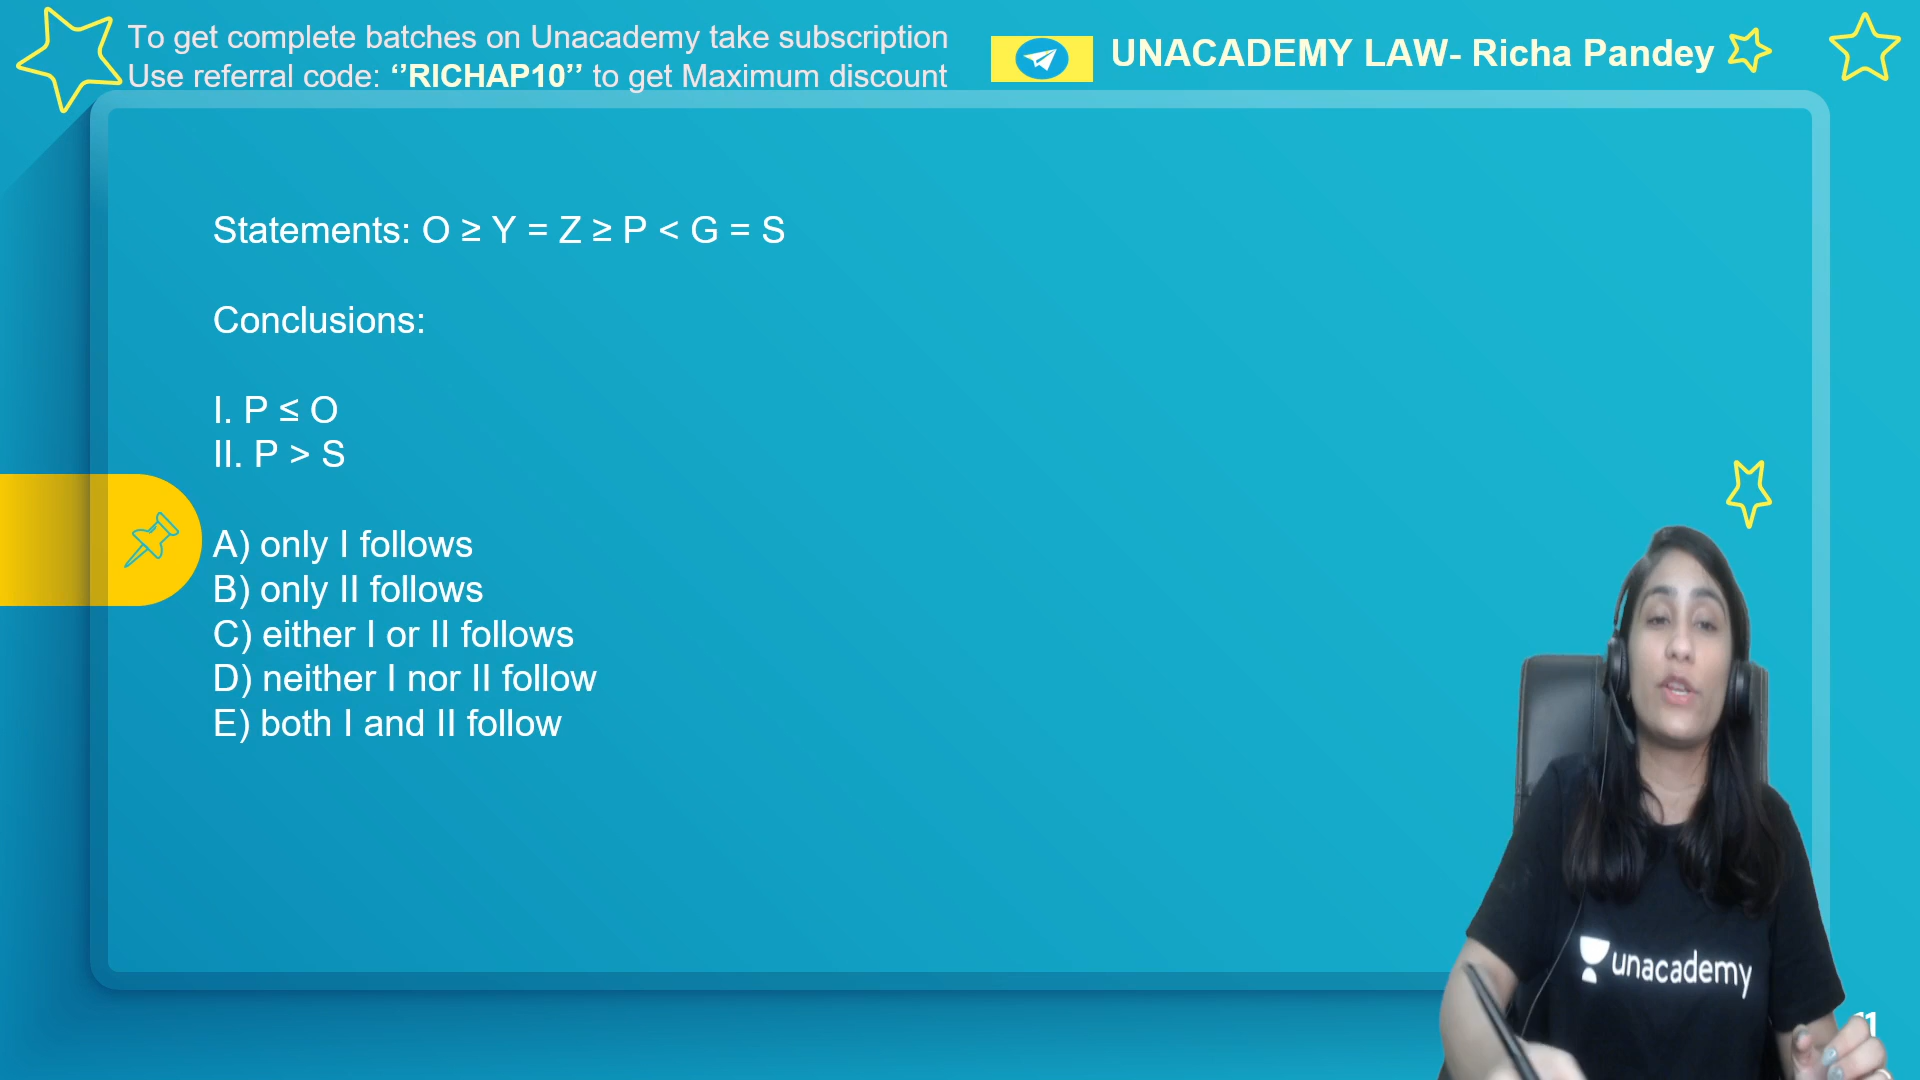 To get complete batches on Unacademy take subscription
Use referral code: ‘’RICHAP10’’ to get Maximum discount
UNACADEMY LAW- Richa Pandey
Statements: O ≥ Y = Z ≥ P < G = S
Conclusions:
I. P ≤ O
II. P > S
A) only I follows
B) only II follows
C) either I or II follows
D) neither I nor II follow
E) both I and II follow
unacademy